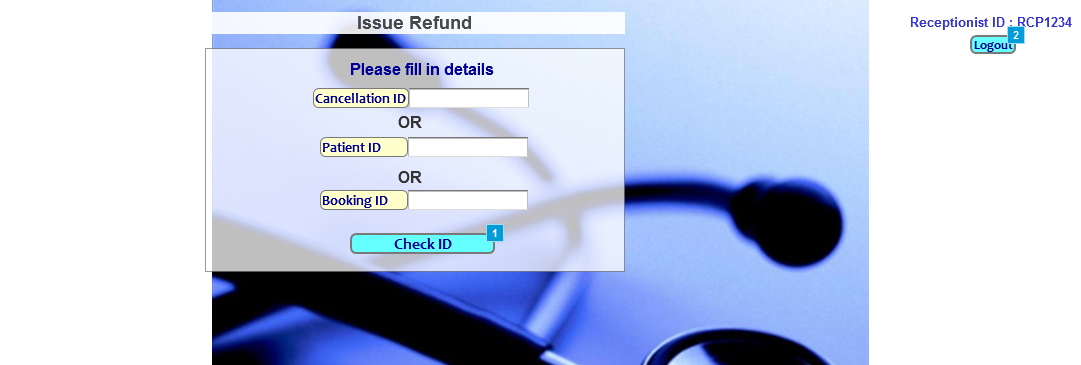 Issue Refund
Receptionist ID : RCP1234
2
Logout
Please fill in details
Cancellation ID
OR
Patient ID
OR
Booking ID
1
Check ID